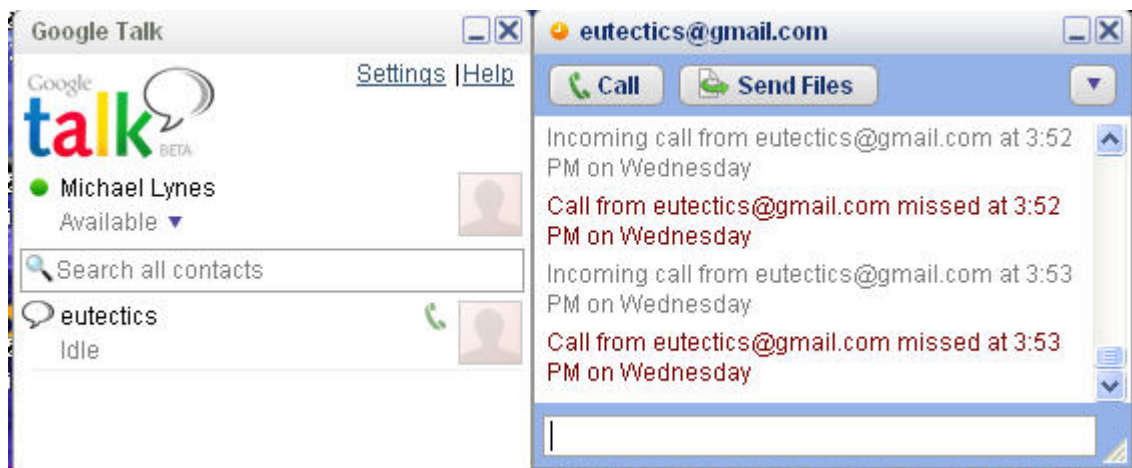 Google Talk
Settings |Help
Google
talk
BETA
Michael Lynes
Available
Search all contacts
eutectics
Idle
eutectics@gmail.com
Call
Send Files
Incoming call from eutectics@gmail.com at 3:52
PM on Wednesday
Call from eutectics@gmail.com missed at 3:52
PM on Wednesday
Incoming call from eutectics@gmail.com at 3:53
PM on Wednesday
Call from eutectics@gmail.com missed at 3:53
PM on Wednesday